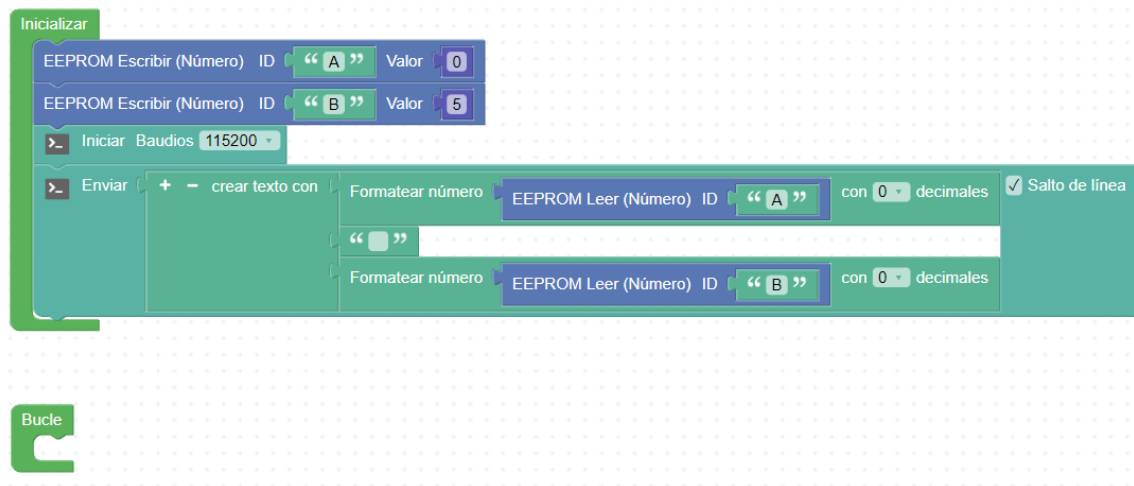 Inicializar
EEPROM Escribir (Número) ID “ A ” Valor 0
EEPROM Escribir (Número) ID “ B ” Valor 5
>_ Iniciar Baudios 115200
>_ Enviar + − crear texto con Formatear número EEPROM Leer (Número) ID “ A ” con 0 decimales ✓ Salto de línea
“ ”
Formatear número EEPROM Leer (Número) ID “ B ” con 0 decimales
Bucle